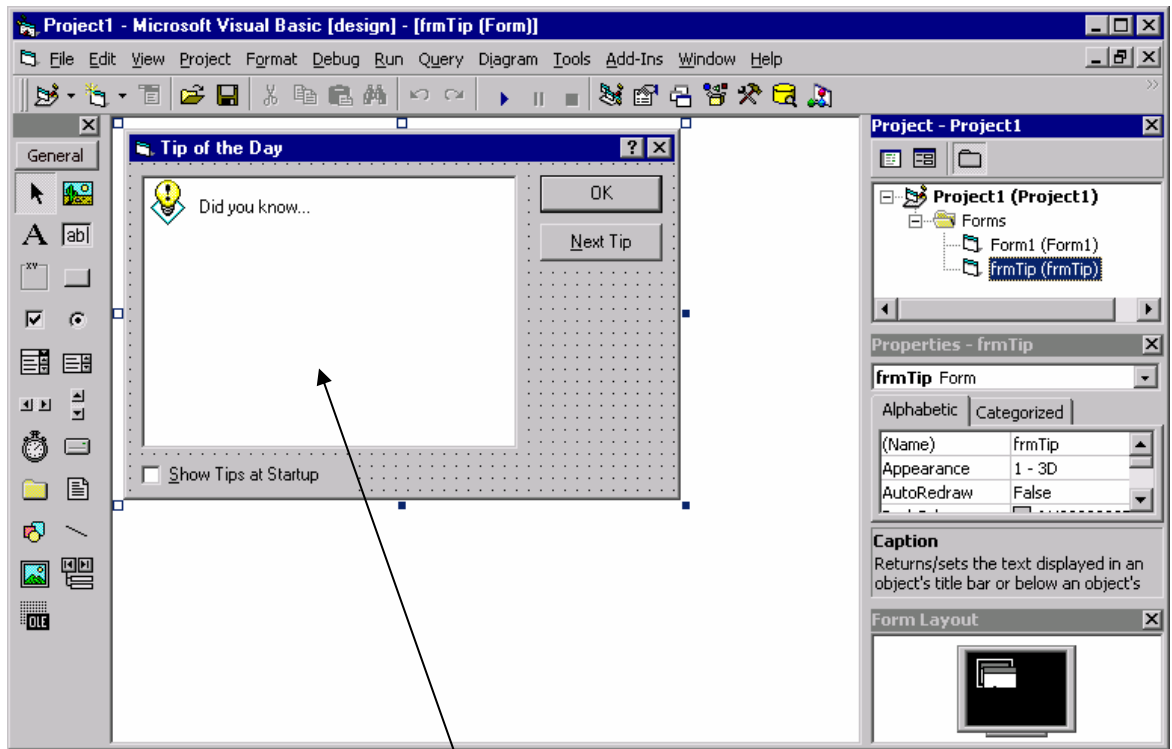 Project1 - Microsoft Visual Basic [design] - [frmTip (Form)]
File Edit View Project Format Debug Run Query Diagram Tools Add-Ins Window Help
General
A ab|
xy
OLE
Tip of the Day
Did you know...
OK
Next Tip
Show Tips at Startup
Project - Project1
Project1 (Project1)
Forms
Form1 (Form1)
frmTip (frmTip)
Properties - frmTip
frmTip Form
Alphabetic Categorized
(Name) frmTip
Appearance 1 - 3D
AutoRedraw False
Caption
Returns/sets the text displayed in an
object's title bar or below an object's
Form Layout